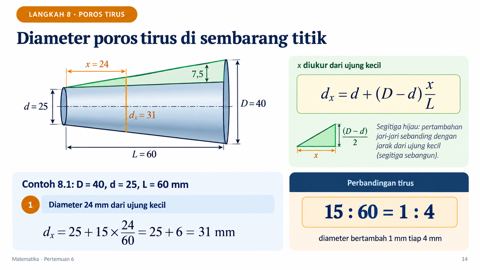 LANGKAH 8 · POROS TIRUS
Diameter poros tirus di sembarang titik
x = 24
7,5
d = 25
dₓ = 31
D = 40
L = 60
x diukur dari ujung kecil
dₓ = d + (D – d) x/L
(D – d)/2
x
Segitiga hijau: pertambahan
jari-jari sebanding dengan
jarak dari ujung kecil
(segitiga sebangun).
Contoh 8.1: D = 40, d = 25, L = 60 mm
1 Diameter 24 mm dari ujung kecil
dₓ = 25 + 15 × 24/60 = 25 + 6 = 31 mm
Perbandingan tirus
15 : 60 = 1 : 4
diameter bertambah 1 mm tiap 4 mm
Matematika · Pertemuan 6
14